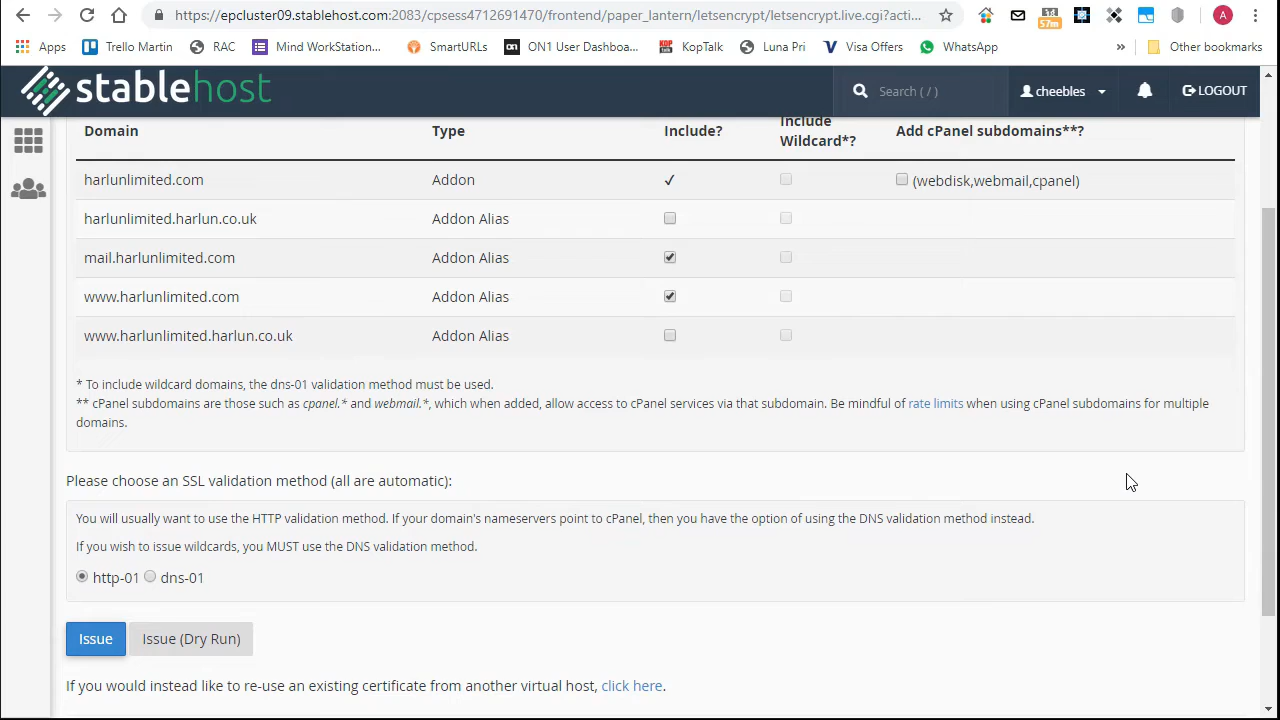 https://epcluster00.stablehost.com:2083/cpsess4712691470/frontend/paper_lantern/letsencrypt/letsencrypt.live.cgi?acti...
57m
A
Apps
Trello Martin
RAC
Mind WorkStation...
SmartURLs
on
ON1 User Dashboa...
KopTalk
Luna Pri
Visa Offers
WhatsApp
»
Other bookmarks
stablehost
Search ( / )
cheebles
LOGOUT
Domain Type Include? Include Wildcard*? Add cPanel subdomains**?
harlunlimited.com Addon (webdisk,webmail,cpanel)
harlunlimited.harlun.co.uk Addon Alias
mail.harlunlimited.com Addon Alias
www.harlunlimited.com Addon Alias
www.harlunlimited.harlun.co.uk Addon Alias
* To include wildcard domains, the dns-01 validation method must be used.
** cPanel subdomains are those such as cpanel.* and webmail.*, which when added, allow access to cPanel services via that subdomain. Be mindful of rate limits when using cPanel subdomains for multiple
domains.
Please choose an SSL validation method (all are automatic):
You will usually want to use the HTTP validation method. If your domain's nameservers point to cPanel, then you have the option of using the DNS validation method instead.
If you wish to issue wildcards, you MUST use the DNS validation method.
http-01 dns-01
Issue
Issue (Dry Run)
If you would instead like to re-use an existing certificate from another virtual host, click here.